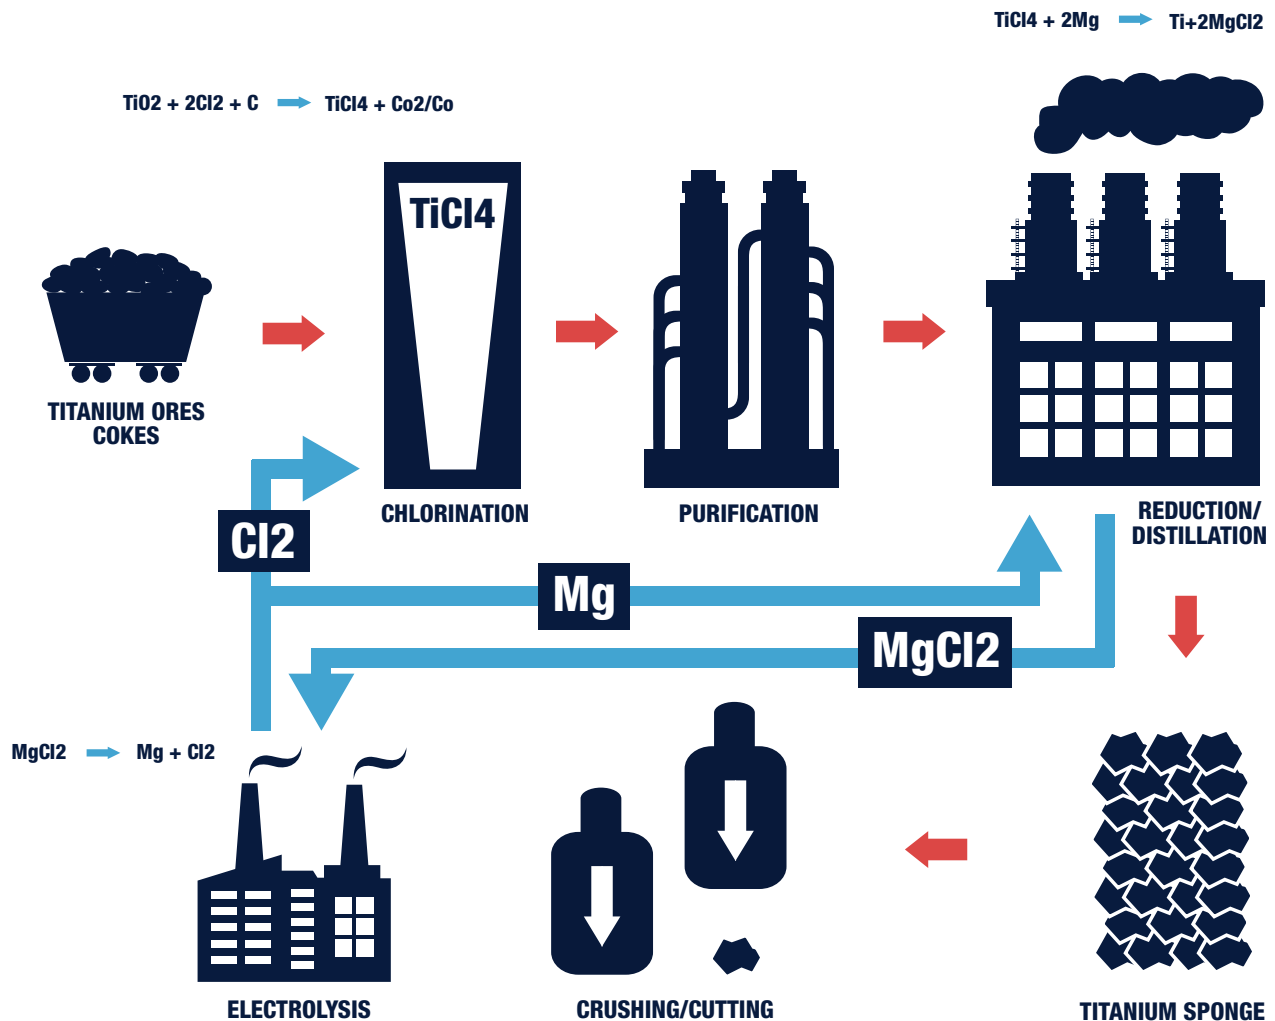 TiCl4 + 2Mg → Ti+2MgCl2
TiO2 + 2Cl2 + C → TiCl4 + Co2/Co
TiCl4
TITANIUM ORES
COKES
CHLORINATION
PURIFICATION
REDUCTION/
DISTILLATION
Cl2
Mg
MgCl2
MgCl2 → Mg + Cl2
ELECTROLYSIS
CRUSHING/CUTTING
TITANIUM SPONGE